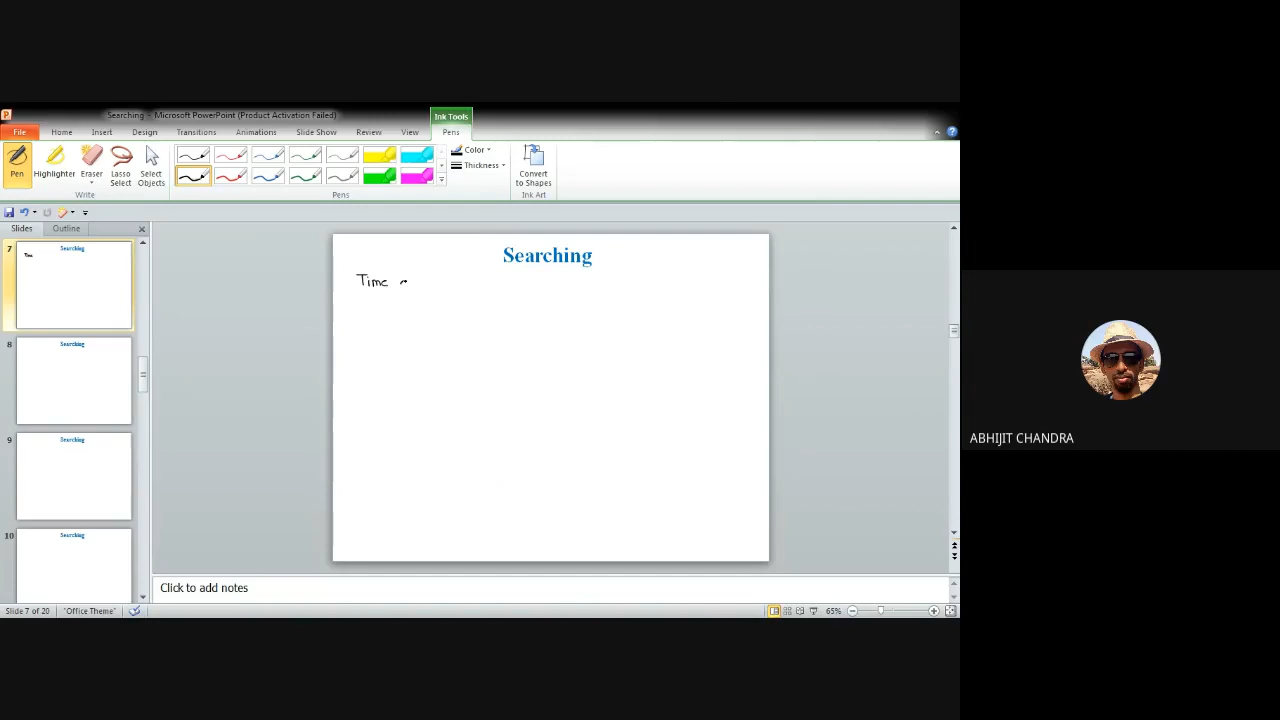 Searching - Microsoft PowerPoint (Product Activation Failed)
Ink Tools
File Home Insert Design Transitions Animations Slide Show Review View Pens
Pen Highlighter Eraser Lasso Select Select Objects
Color
Thickness
Convert to Shapes
Write Pens Ink Art
Slides Outline
7
Searching
Time
8
Searching
9
Searching
10
Searching
Searching
Time
Click to add notes
Slide 7 of 20 "Office Theme" 65%
ABHIJIT CHANDRA